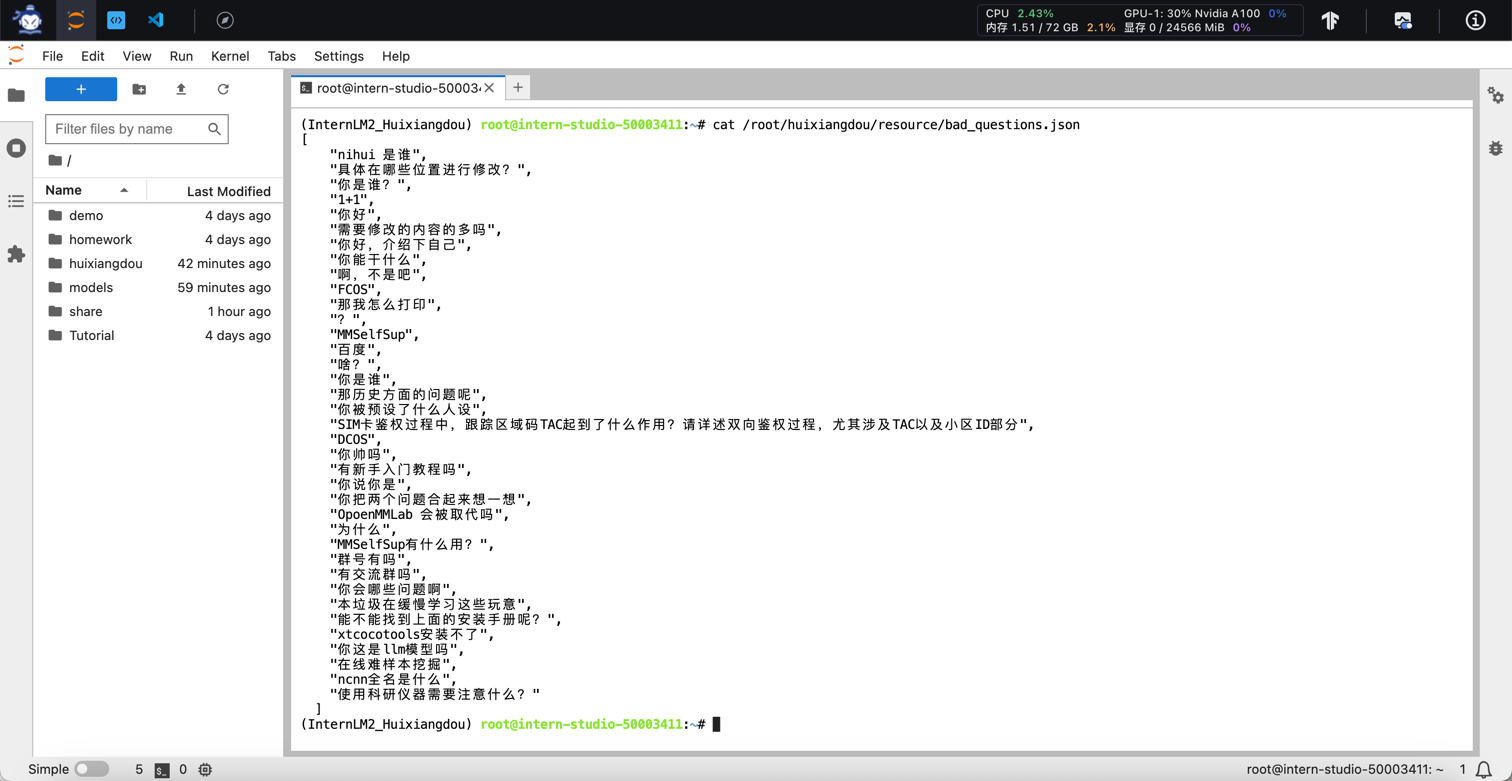 CPU 2.43% GPU-1: 30% Nvidia A100 0%
内存 1.51 / 72 GB 2.1% 显存 0 / 24566 MiB 0%
File Edit View Run Kernel Tabs Settings Help
+
Filter files by name
/
Name Last Modified
demo 4 days ago
homework 4 days ago
huixiangdou 42 minutes ago
models 59 minutes ago
share 1 hour ago
Tutorial 4 days ago
root@intern-studio-50003
(InternLM2_Huixiangdou) root@intern-studio-50003411:~# cat /root/huixiangdou/resource/bad_questions.json
[
"nihui 是谁",
"具体在哪些位置进行修改？",
"你是谁？",
"1+1",
"你好",
"需要修改的内容的多吗",
"你好，介绍下自己",
"你能干什么",
"啊，不是吧",
"FCOS",
"那我怎么打印",
"？",
"MMSelfSup",
"百度",
"啥？",
"你是谁",
"那历史方面的问题呢",
"你被预设了什么人设",
"SIM卡鉴权过程中，跟踪区域码TAC起到了什么作用？请详述双向鉴权过程，尤其涉及TAC以及小区ID部分",
"DCOS",
"你帅吗",
"有新手入门教程吗",
"你说你是",
"你把两个问题合起来想一想",
"OpoenMMLab 会被取代吗",
"为什么",
"MMSelfSup有什么用？",
"群号有吗",
"有交流群吗",
"你会哪些问题啊",
"本垃圾在缓慢学习这些玩意",
"能不能找到上面的安装手册呢？",
"xtcocotools安装不了",
"你这是llm模型吗",
"在线难样本挖掘",
"ncnn全名是什么",
"使用科研仪器需要注意什么？"
]
(InternLM2_Huixiangdou) root@intern-studio-50003411:~#
Simple 5 $_ 0 root@intern-studio-50003411: ~ 1